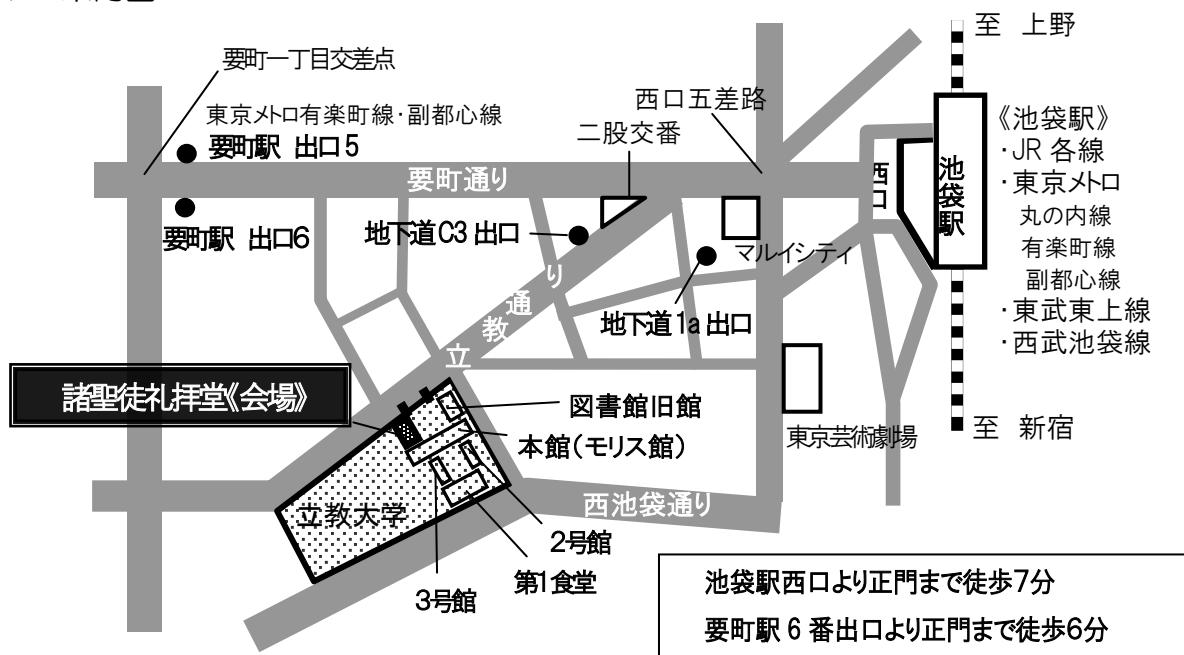 至 上野
要町一丁目交差点
西口五差路
東京メトロ有楽町線・副都心線
二股交番
要町駅 出口5
《池袋駅》
・JR 各線
・東京メトロ
丸の内線
有楽町線
副都心線
・東武東上線
・西武池袋線
要町通り
西口
池袋駅
要町駅 出口6
地下道C3 出口
マルイシティ
地下道1a 出口
立教通り
諸聖徒礼拝堂《会場》
図書館旧館
本館(モリス館)
東京芸術劇場
至 新宿
立教大学
西池袋通り
2号館
第1食堂
3号館
池袋駅西口より正門まで徒歩7分
要町駅 6 番出口より正門まで徒歩6分